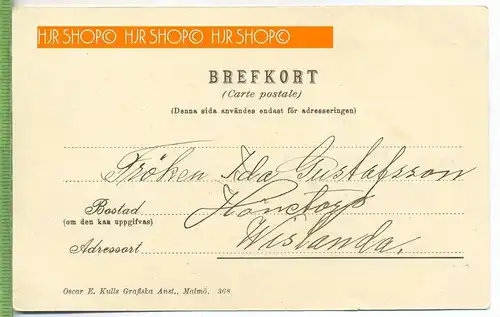 HJR SHOP© HJR SHOP© HJR SHOP©
BREFKORT
(Carte postale)
(Denna sida användes endast för adresseringen)
Fröken Ida Gustafsson
Bostad Hönetorp
(om den kan uppgifvas)
Adressort Wislanda.
Oscar E. Kulls Grafiska Anst., Malmö. 368